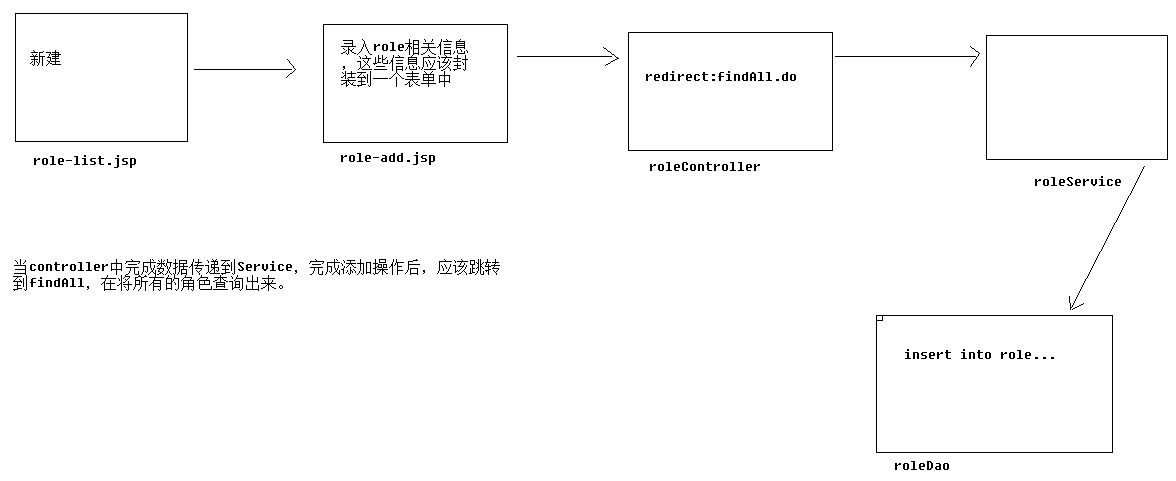 新建
role-list.jsp
录入role相关信息
，这些信息应该封
装到一个表单中
role-add.jsp
redirect:findAll.do
roleController
roleService
当controller中完成数据传递到Service，完成添加操作后，应该跳转
到findAll，在将所有的角色查询出来。
insert into role...
roleDao